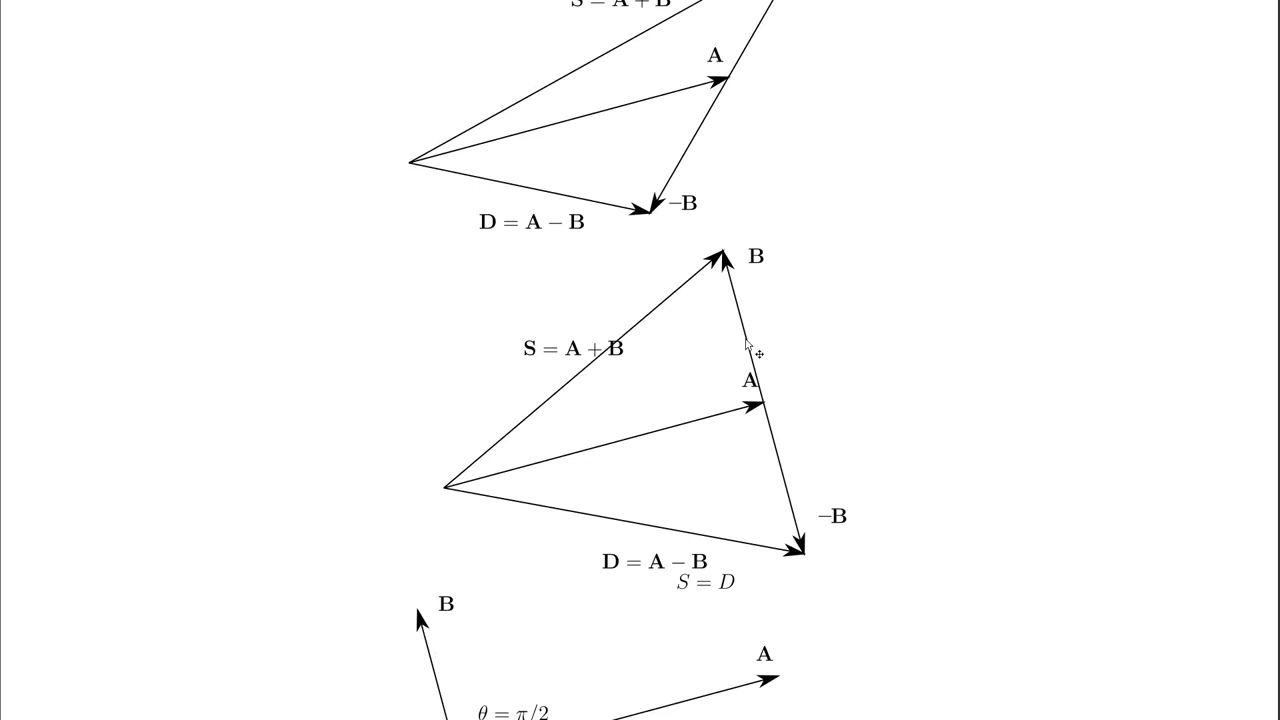 S = A + B
A
–B
D = A − B
B
S = A + B
A
–B
D = A − B
S = D
B
A
θ = π/2